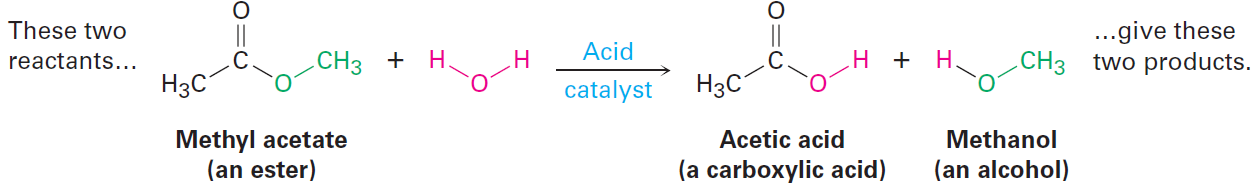 These two
reactants...
O
C
H3C
O
CH3
+
H
O
H
Acid
catalyst
O
C
H3C
O
H
+
H
O
CH3
...give these
two products.
Methyl acetate
(an ester)
Acetic acid
(a carboxylic acid)
Methanol
(an alcohol)